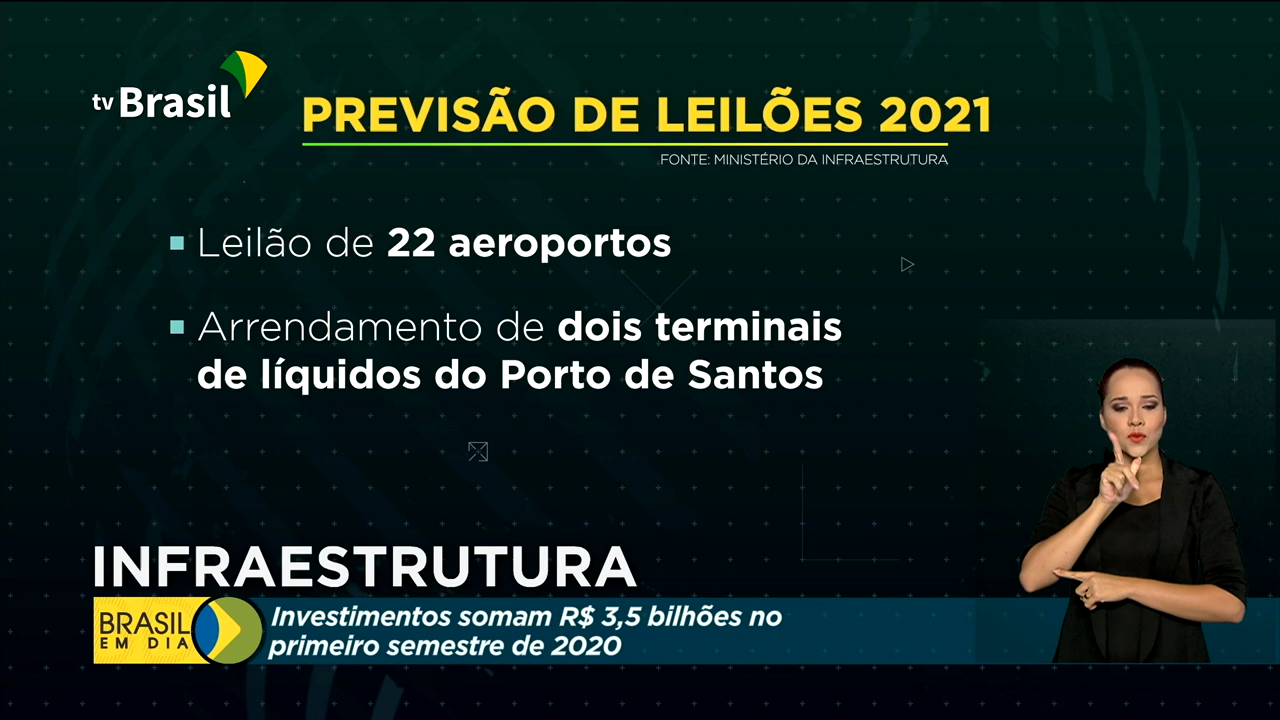 tv Brasil
PREVISÃO DE LEILÕES 2021
FONTE: MINISTÉRIO DA INFRAESTRUTURA
Leilão de 22 aeroportos
Arrendamento de dois terminais
de líquidos do Porto de Santos
INFRAESTRUTURA
BRASIL
EM DIA
Investimentos somam R$ 3,5 bilhões no
primeiro semestre de 2020